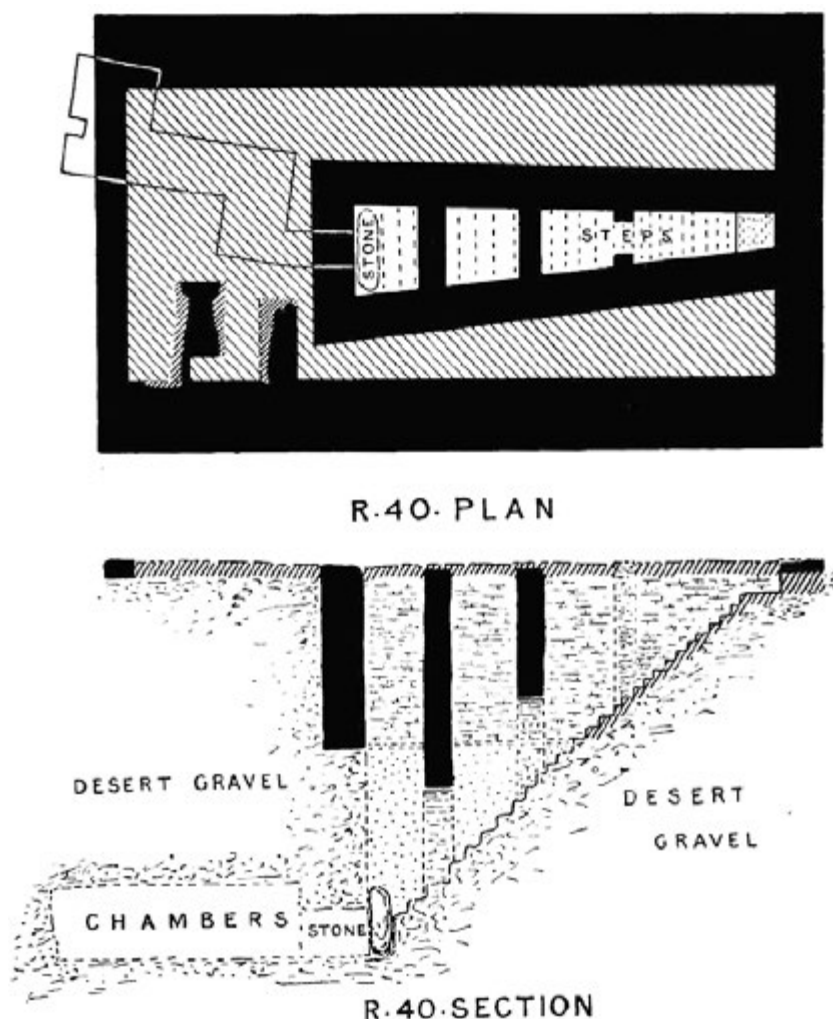 STONE
STEPS
R.40.PLAN
DESERT GRAVEL
DESERT
GRAVEL
CHAMBERS
STONE
R.40.SECTION